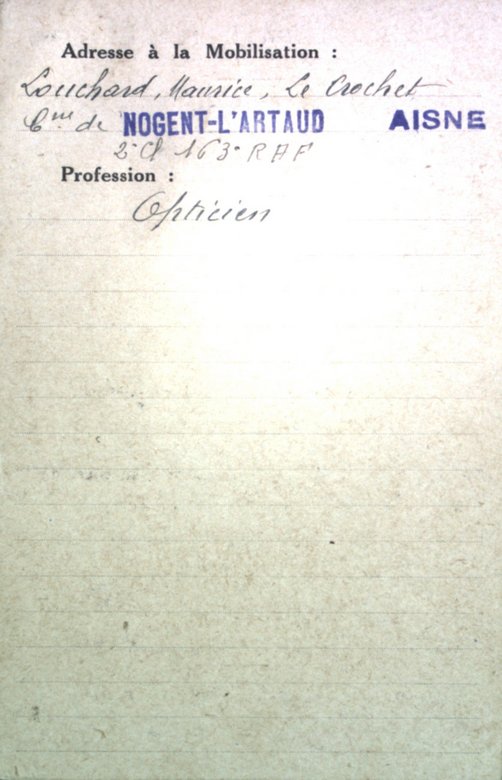 Adresse à la Mobilisation :
Louchard, Maurice, Le Crochet
Cne de NOGENT-L'ARTAUD AISNE
2e Cl 163e RAF
Profession :
Opticien